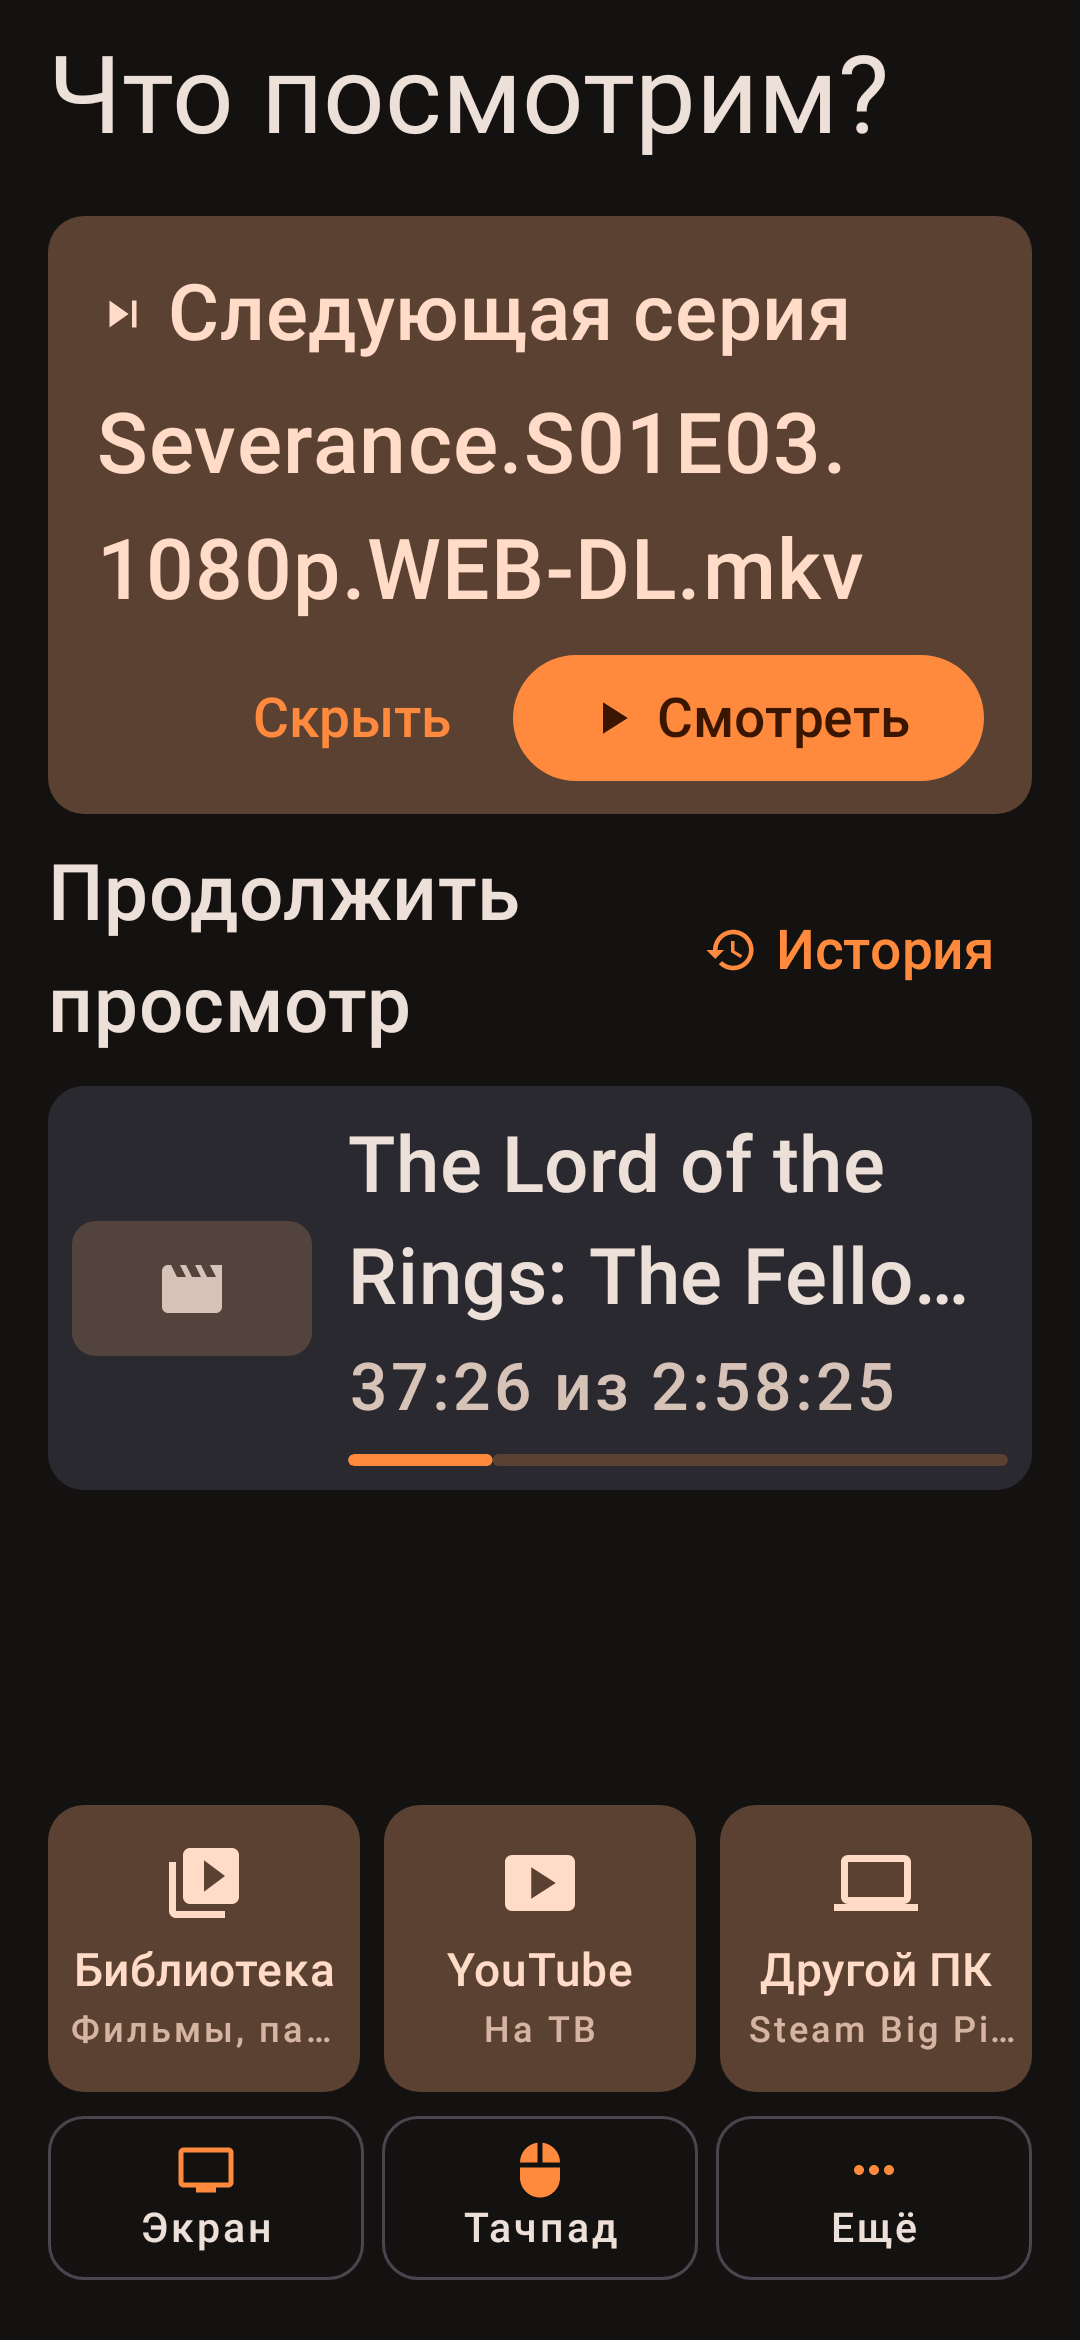 Что посмотрим?
Следующая серия
Severance.S01E03.
1080p.WEB-DL.mkv
Скрыть
Смотреть
Продолжить
просмотр
История
The Lord of the
Rings: The Fello…
37:26 из 2:58:25
Библиотека
Фильмы, па…
YouTube
На ТВ
Другой ПК
Steam Big Pi…
Экран
Тачпад
Ещё